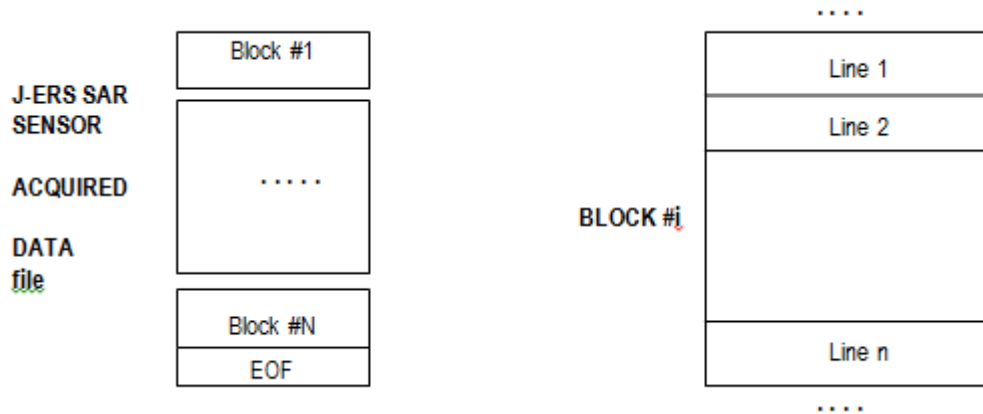 J-ERS SAR
SENSOR
ACQUIRED
DATA
file
Block #1
.....
Block #N
EOF
BLOCK #i
....
Line 1
Line 2
Line n
....